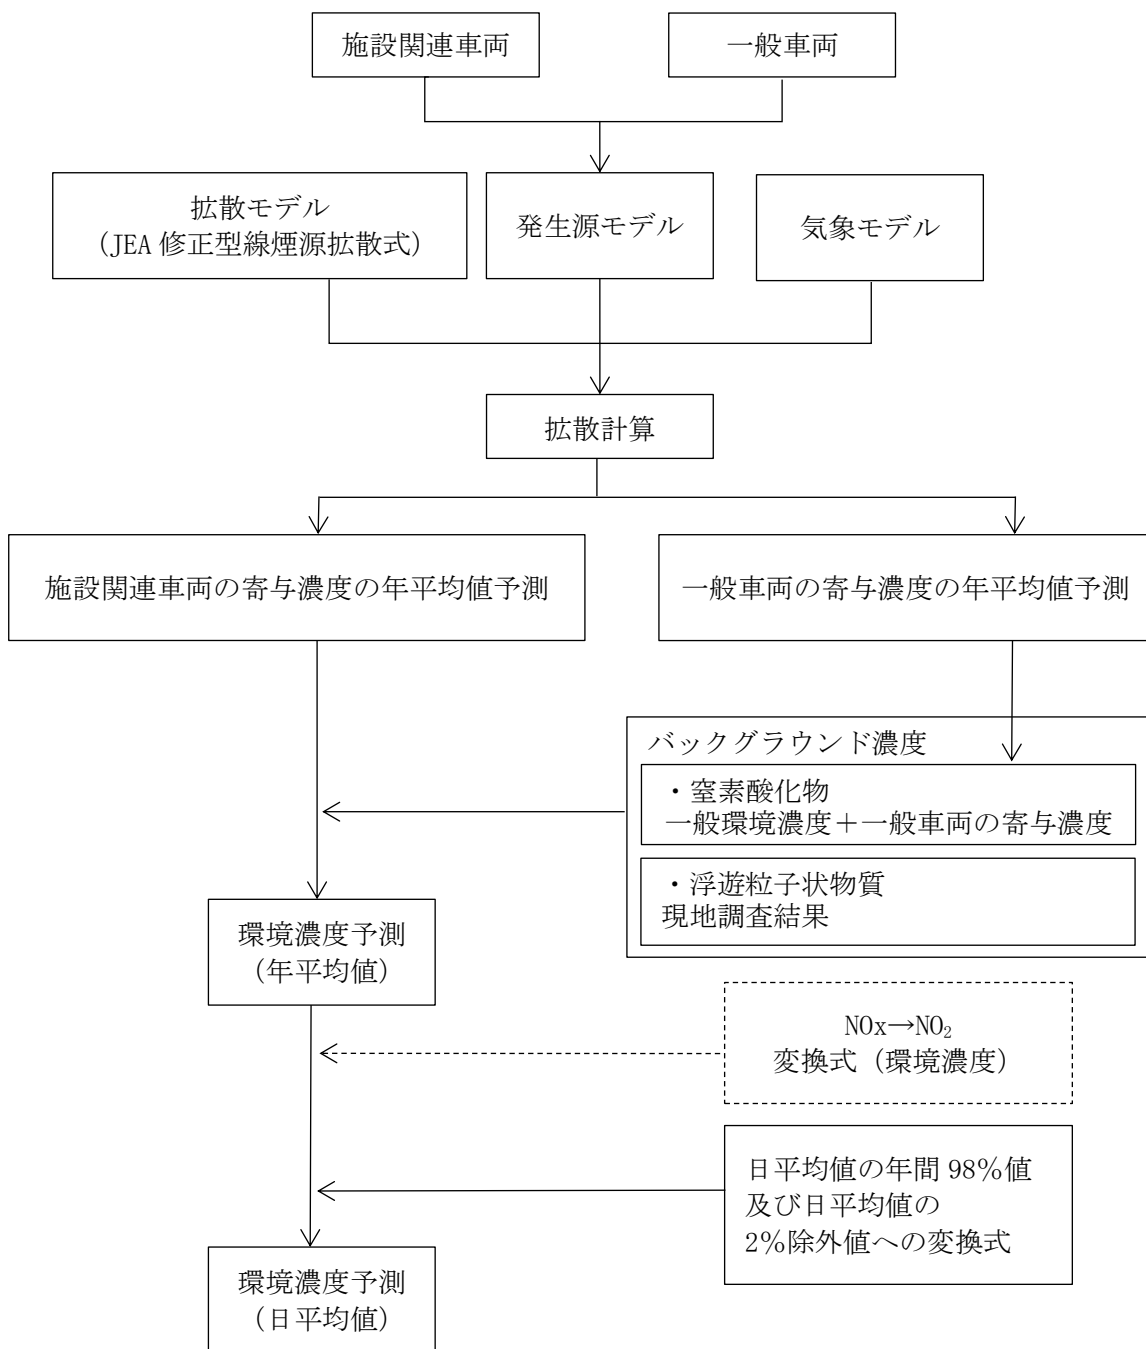 施設関連車両
一般車両
拡散モデル
（JEA 修正型線煙源拡散式）
発生源モデル
気象モデル
拡散計算
施設関連車両の寄与濃度の年平均値予測
一般車両の寄与濃度の年平均値予測
バックグラウンド濃度
・窒素酸化物
一般環境濃度＋一般車両の寄与濃度
・浮遊粒子状物質
現地調査結果
環境濃度予測
（年平均値）
NOx→NO₂
変換式（環境濃度）
日平均値の年間 98％値
及び日平均値の
2％除外値への変換式
環境濃度予測
（日平均値）